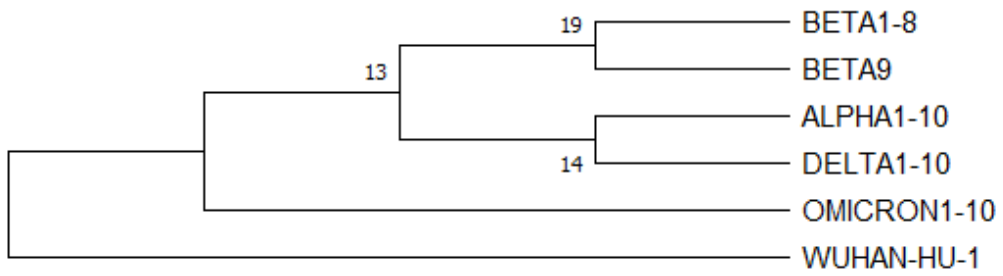 19
BETA1-8
BETA9
13
ALPHA1-10
14
DELTA1-10
OMICRON1-10
WUHAN-HU-1